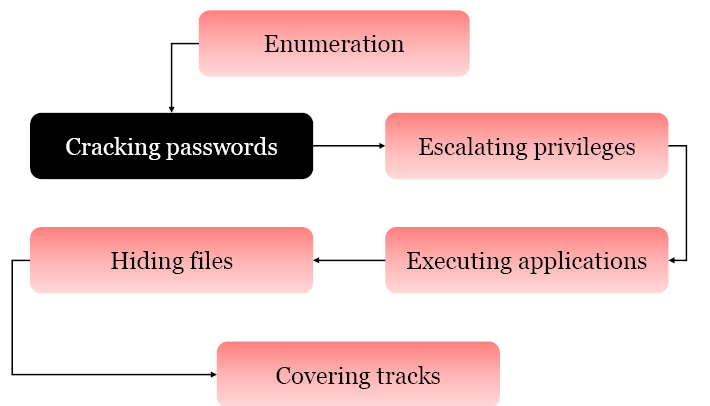 Enumeration
Cracking passwords
Escalating privileges
Executing applications
Hiding files
Covering tracks